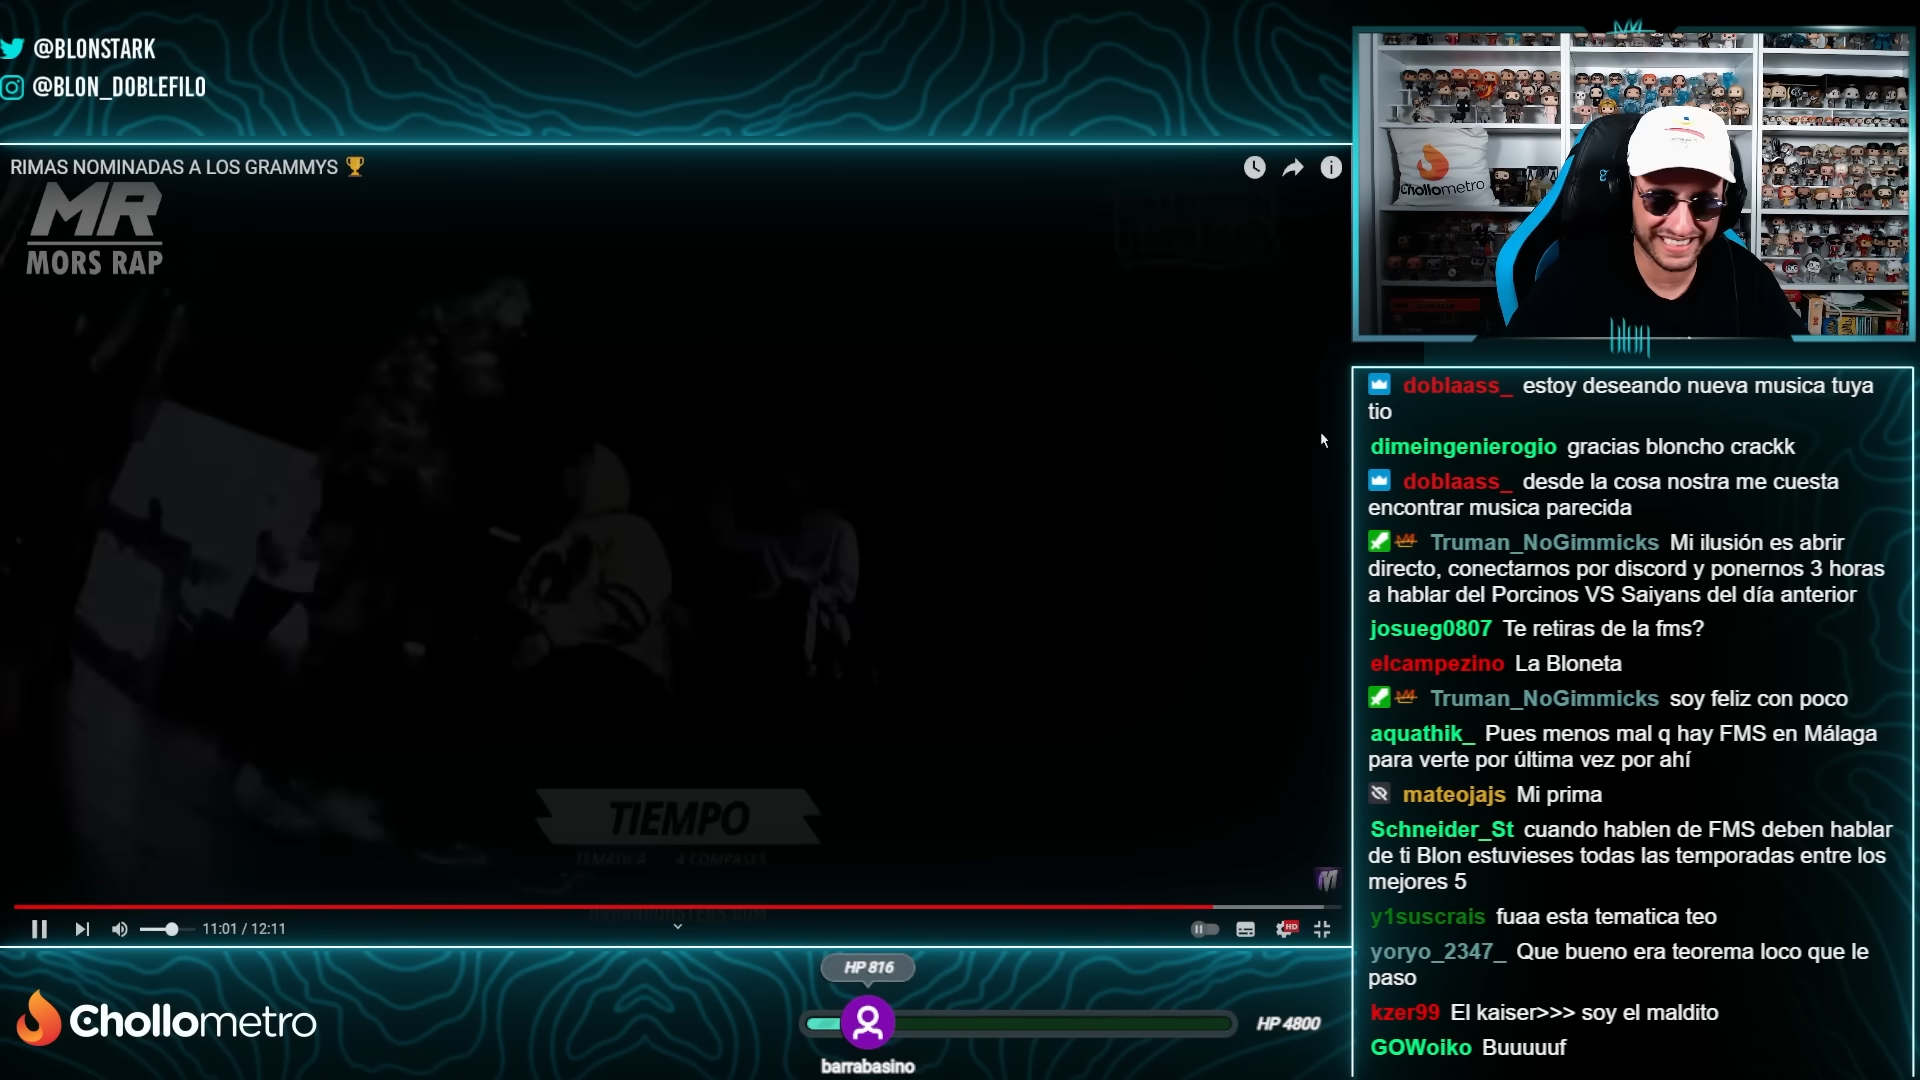 @BLONSTARK
@BLON_DOBLEFILO
RIMAS NOMINADAS A LOS GRAMMYS 🏆
MR
MORS RAP
TIEMPO
TEMÁTICA 4 COMPASES
11:01 / 12:11
HD
Chollometro
HP 816
HP 4800
barrabasino
Chollometro
blon
doblaass_ estoy deseando nueva musica tuya
tio
dimeingenierogio gracias bloncho crackk
doblaass_ desde la cosa nostra me cuesta
encontrar musica parecida
Truman_NoGimmicks Mi ilusión es abrir
directo, conectarnos por discord y ponernos 3 horas
a hablar del Porcinos VS Saiyans del día anterior
josueg0807 Te retiras de la fms?
elcampezino La Bloneta
Truman_NoGimmicks soy feliz con poco
aquathik_ Pues menos mal q hay FMS en Málaga
para verte por última vez por ahí
mateojajs Mi prima
Schneider_St cuando hablen de FMS deben hablar
de ti Blon estuvieses todas las temporadas entre los
mejores 5
y1suscrais fuaa esta tematica teo
yoryo_2347_ Que bueno era teorema loco que le
paso
kzer99 El kaiser>>> soy el maldito
GOWoiko Buuuuuf